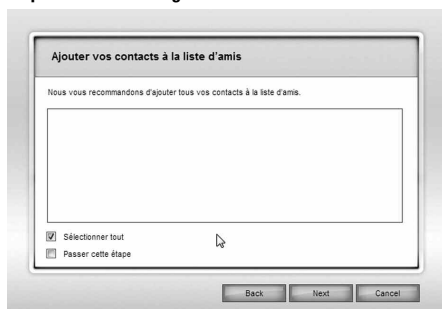 Ajouter vos contacts à la liste d'amis
Nous vous recommandons d'ajouter tous vos contacts à la liste d'amis.
Sélectionner tout
Passer cette étape
Back Next Cancel